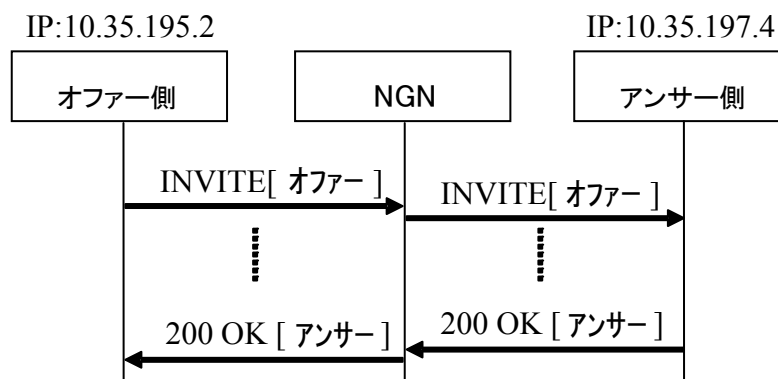 IP:10.35.195.2
IP:10.35.197.4
オファー側
NGN
アンサー側
INVITE[ オファー ]
INVITE[ オファー ]
200 OK [ アンサー ]
200 OK [ アンサー ]